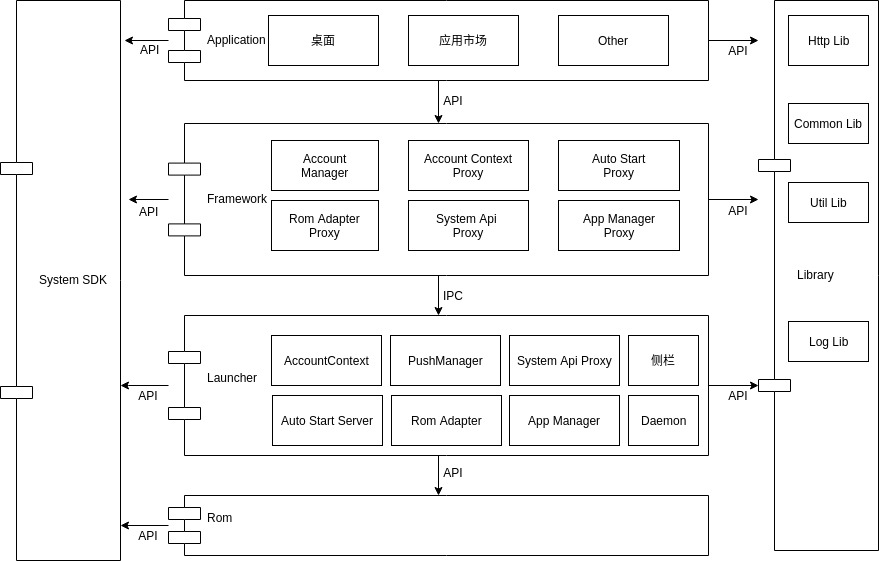 Application
桌面
应用市场
Other
API
API
API
Framework
Account
Manager
Account Context
Proxy
Auto Start
Proxy
Rom Adapter
Proxy
System Api
Proxy
App Manager
Proxy
API
API
IPC
System SDK
Launcher
AccountContext
PushManager
System Api Proxy
侧栏
Auto Start Server
Rom Adapter
App Manager
Daemon
API
API
API
Rom
API
Http Lib
Common Lib
Util Lib
Library
Log Lib